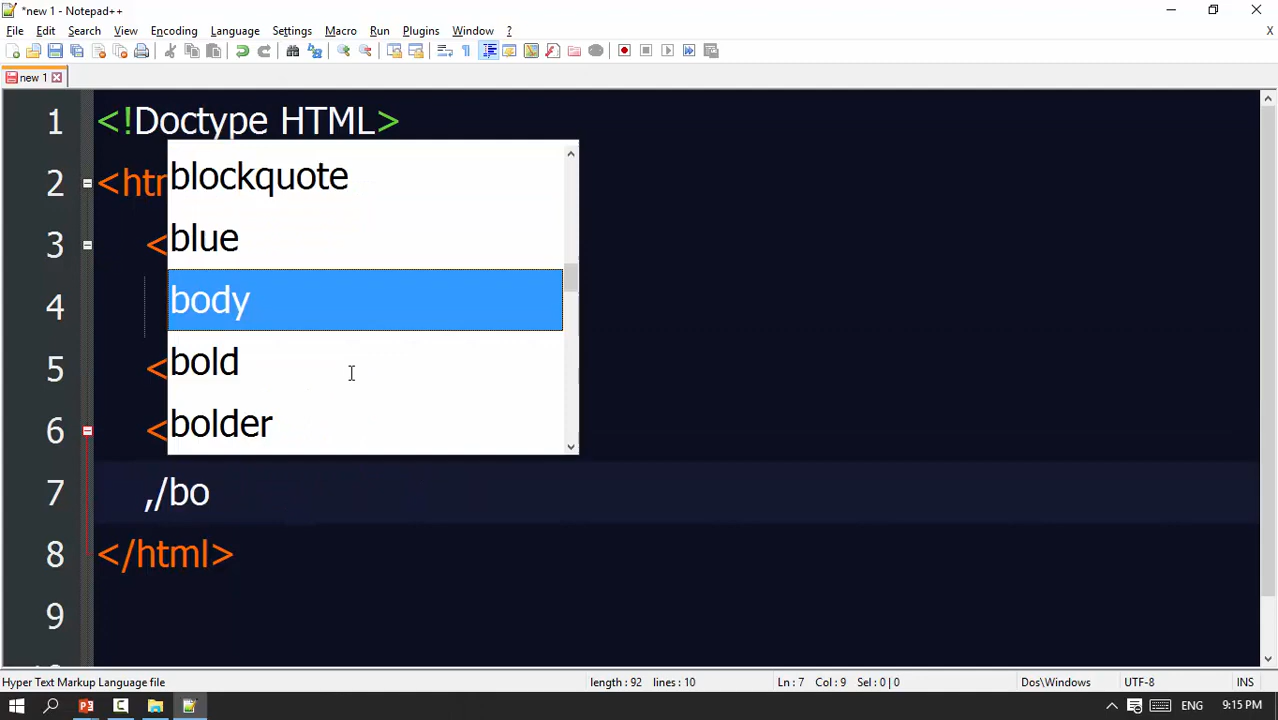 *new 1 - Notepad++
File Edit Search View Encoding Language Settings Macro Run Plugins Window ? X
new 1
1 <!Doctype HTML>
blockquote
2 <htr
3 <
blue
4
body
5 <
bold
6 <
bolder
7 ,/bo
8 </html>
9
Hyper Text Markup Language file length : 92 lines : 10 Ln : 7 Col : 9 Sel : 0 | 0 Dos\Windows UTF-8 INS
ENG 9:15 PM